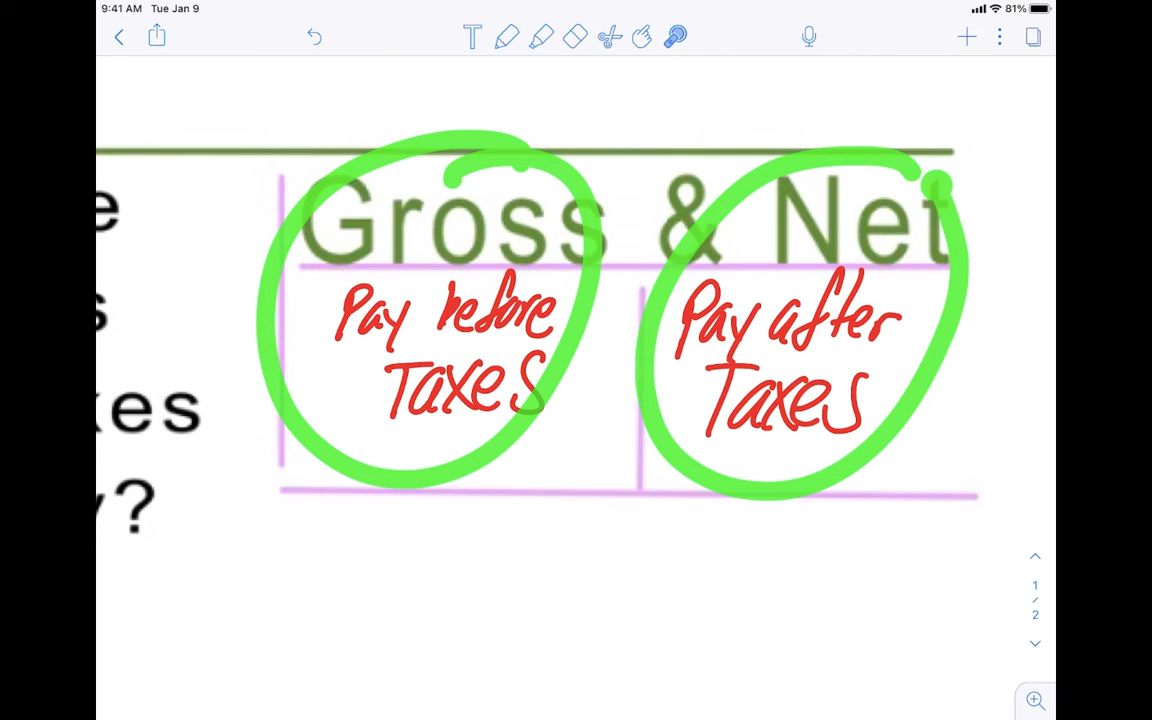 9:41 AM Tue Jan 9
81%
T
Gross & Net
Pay before
Taxes
Pay after
Taxes
e
s
xes
y?
1
/
2